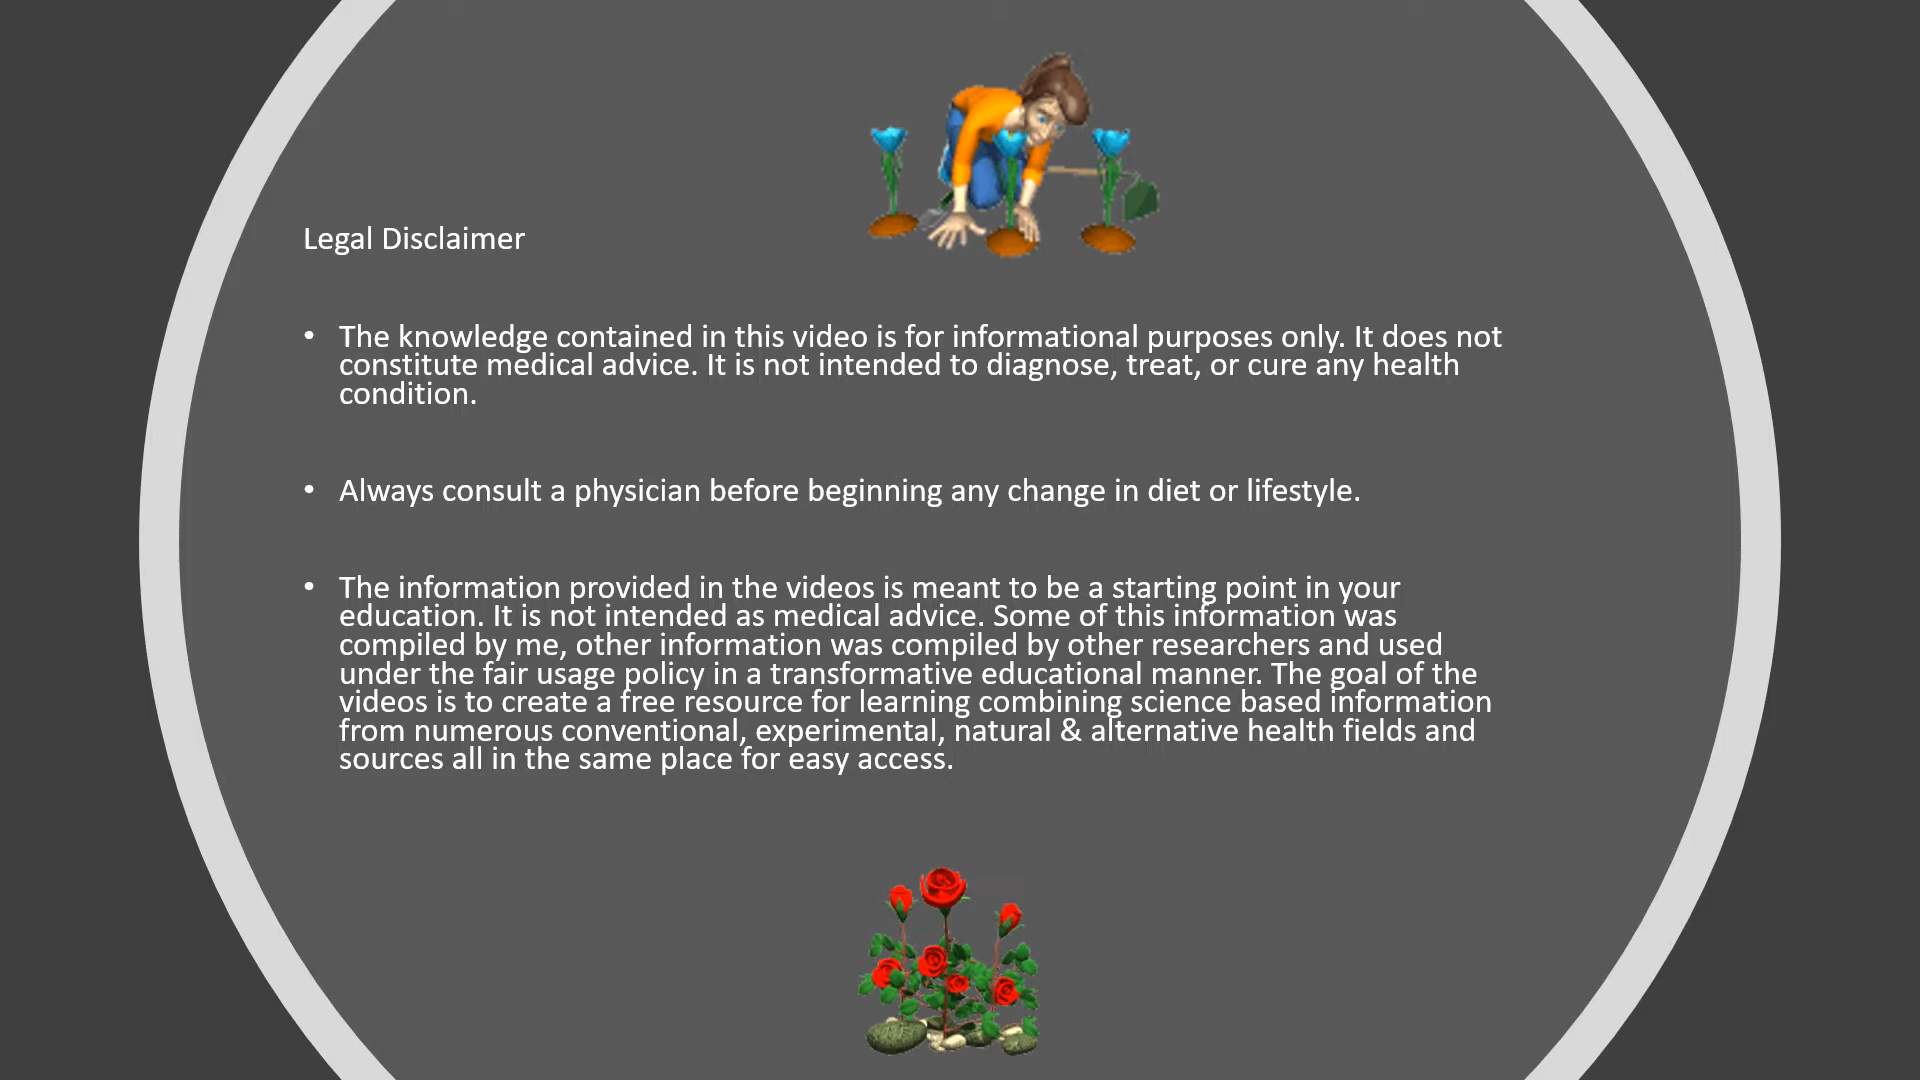 Legal Disclaimer
• The knowledge contained in this video is for informational purposes only. It does not
constitute medical advice. It is not intended to diagnose, treat, or cure any health
condition.
• Always consult a physician before beginning any change in diet or lifestyle.
• The information provided in the videos is meant to be a starting point in your
education. It is not intended as medical advice. Some of this information was
compiled by me, other information was compiled by other researchers and used
under the fair usage policy in a transformative educational manner. The goal of the
videos is to create a free resource for learning combining science based information
from numerous conventional, experimental, natural & alternative health fields and
sources all in the same place for easy access.